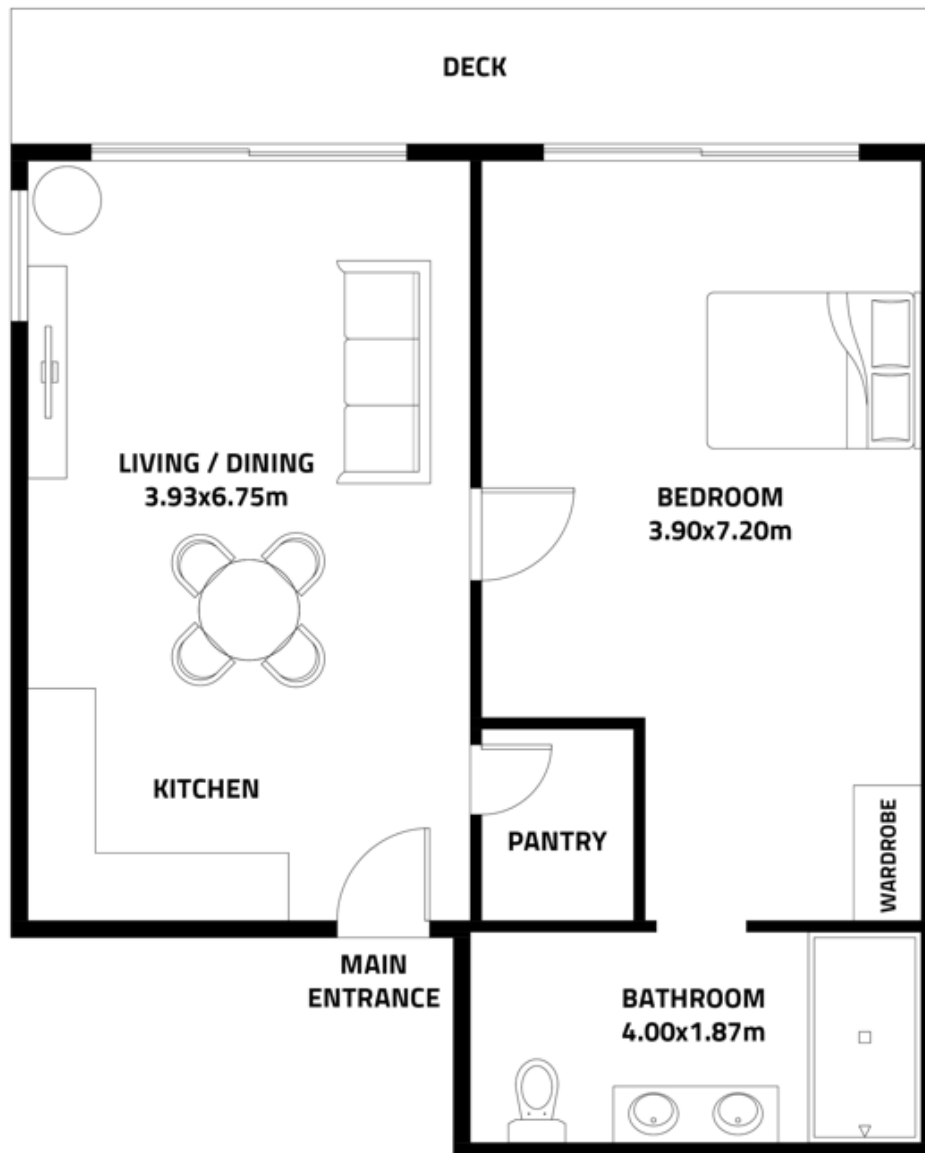 DECK
LIVING / DINING
3.93x6.75m
BEDROOM
3.90x7.20m
KITCHEN
PANTRY
WARDROBE
MAIN
ENTRANCE
BATHROOM
4.00x1.87m